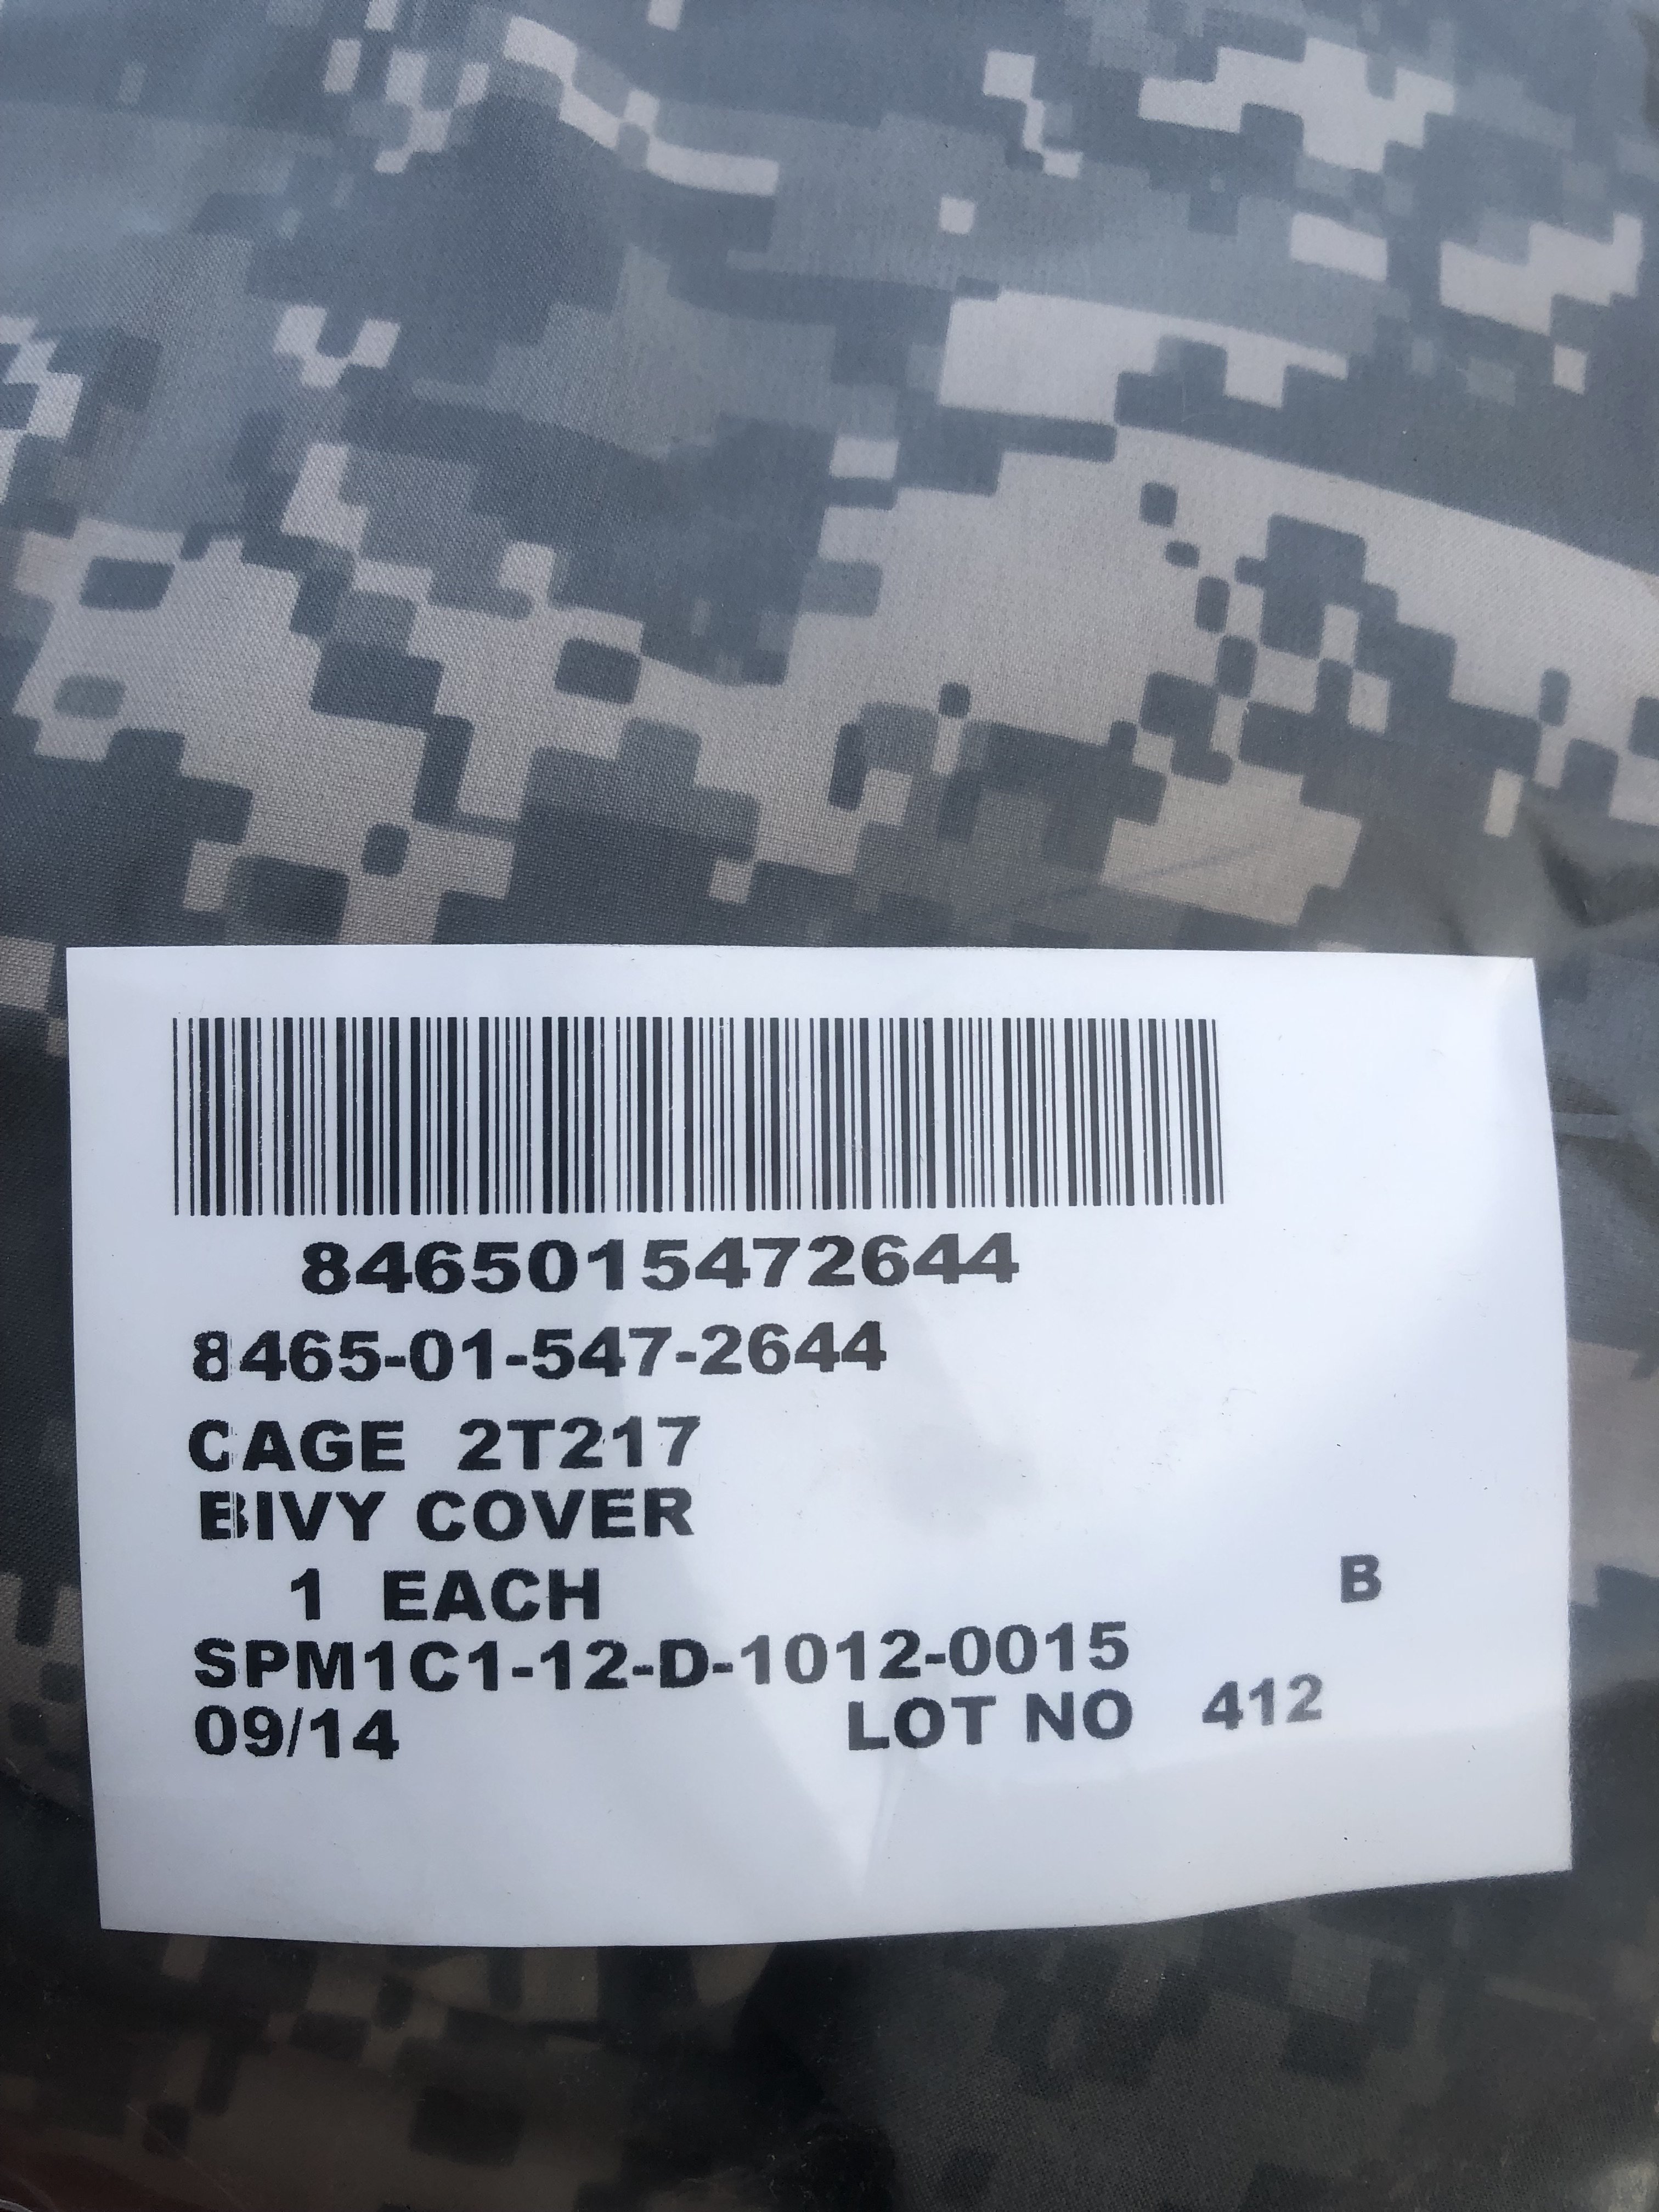 8465015472644
8465-01-547-2644
CAGE 2T217
BIVY COVER
1 EACH B
SPM1C1-12-D-1012-0015
09/14 LOT NO 412